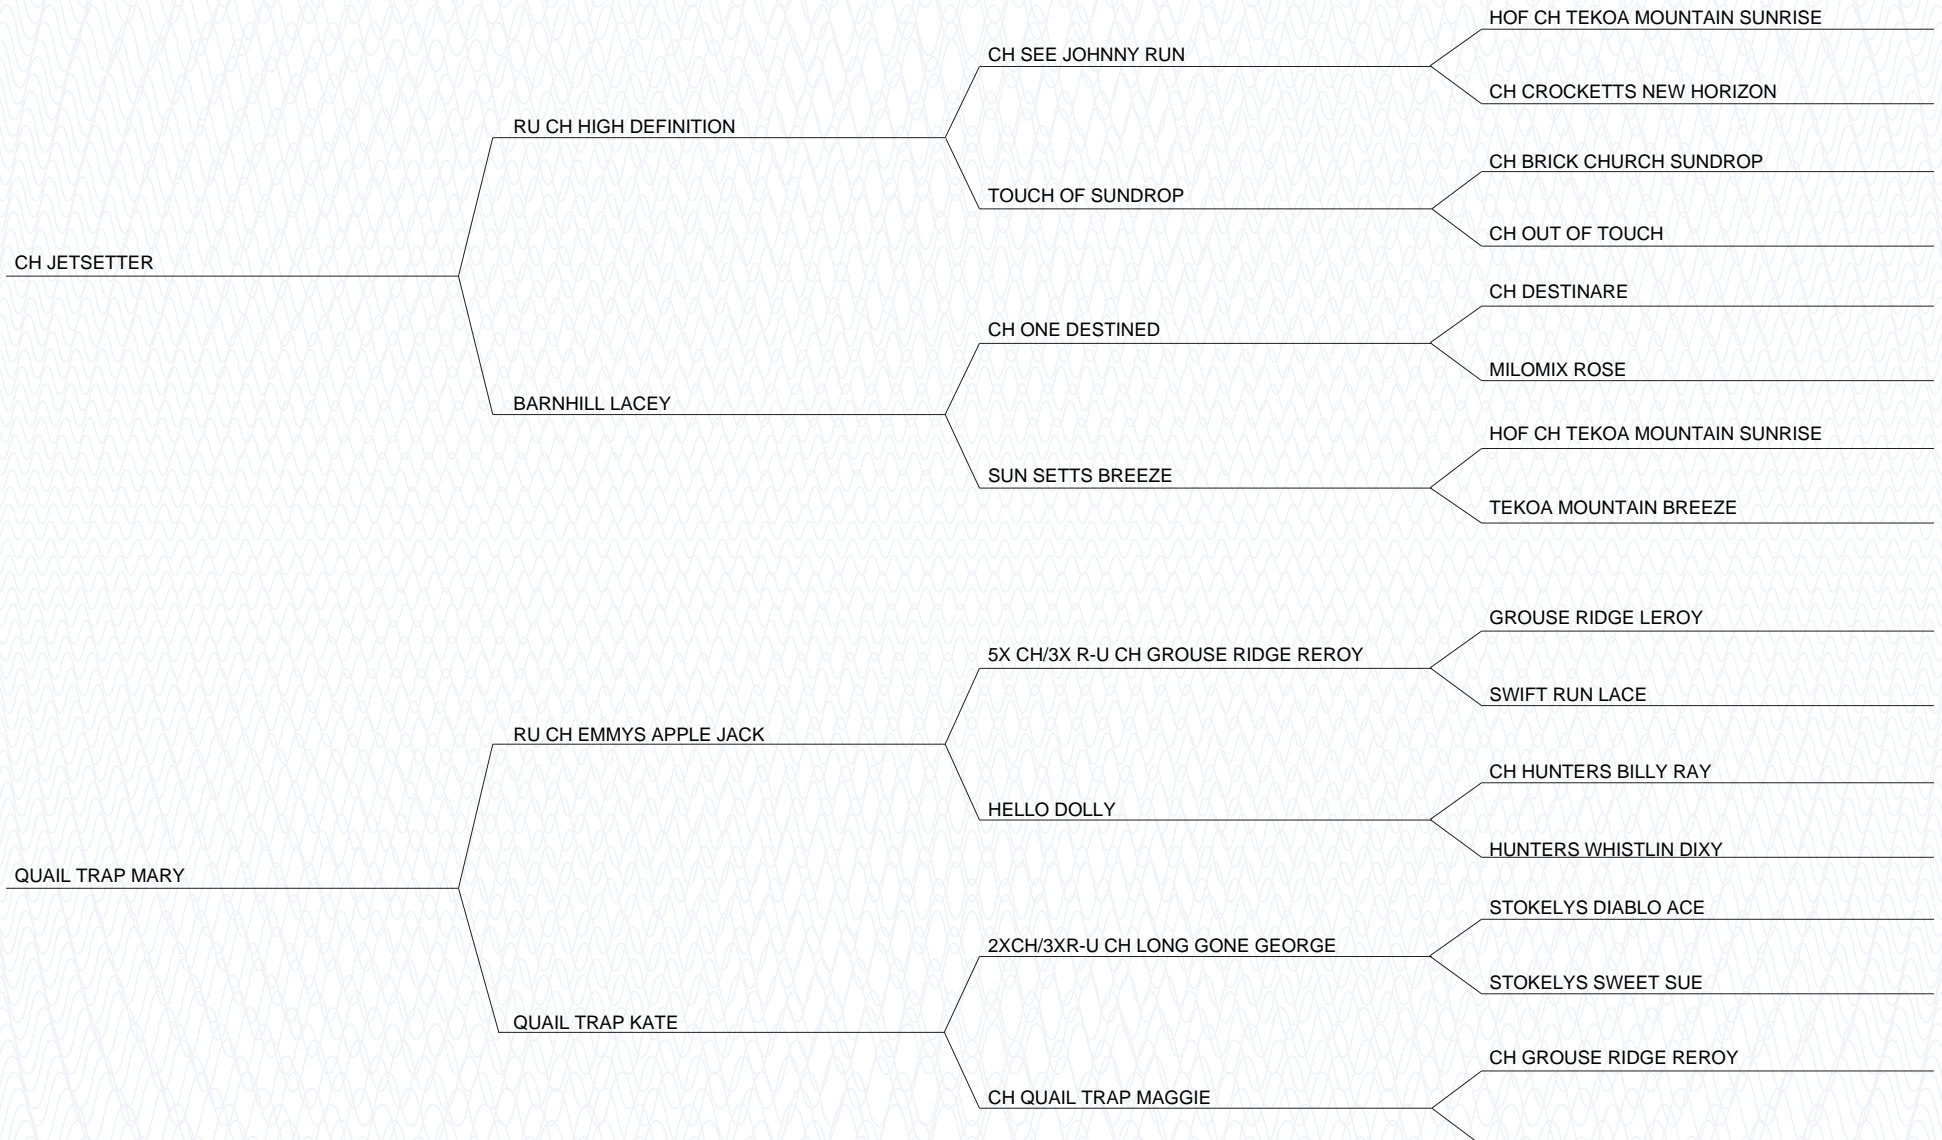 HOF CH TEKOA MOUNTAIN SUNRISE
CH SEE JOHNNY RUN
CH CROCKETTS NEW HORIZON
RU CH HIGH DEFINITION
CH BRICK CHURCH SUNDROP
TOUCH OF SUNDROP
CH OUT OF TOUCH
CH JETSETTER
CH DESTINARE
CH ONE DESTINED
MILOMIX ROSE
BARNHILL LACEY
HOF CH TEKOA MOUNTAIN SUNRISE
SUN SETTS BREEZE
TEKOA MOUNTAIN BREEZE
GROUSE RIDGE LEROY
5X CH/3X R-U CH GROUSE RIDGE REROY
SWIFT RUN LACE
RU CH EMMYS APPLE JACK
CH HUNTERS BILLY RAY
HELLO DOLLY
HUNTERS WHISTLIN DIXY
QUAIL TRAP MARY
STOKELYS DIABLO ACE
2XCH/3XR-U CH LONG GONE GEORGE
STOKELYS SWEET SUE
QUAIL TRAP KATE
CH GROUSE RIDGE REROY
CH QUAIL TRAP MAGGIE